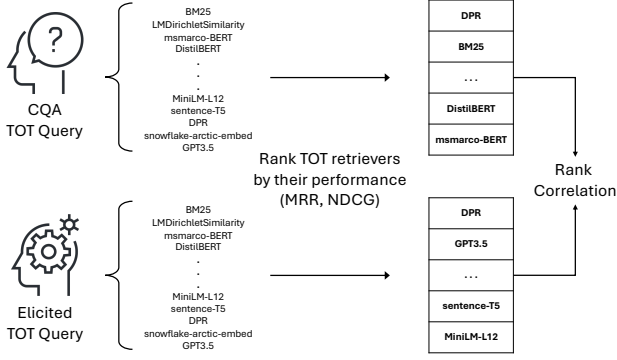 ?
CQA
TOT Query
BM25
LMDirichletSimilarity
msmarco-BERT
DistilBERT
.
.
.
MiniLM-L12
sentence-T5
DPR
snowflake-arctic-embed
GPT3.5
DPR
BM25
...
DistilBERT
msmarco-BERT
Rank TOT retrievers
by their performance
(MRR, NDCG)
Rank
Correlation
Elicited
TOT Query
BM25
LMDirichletSimilarity
msmarco-BERT
DistilBERT
.
.
.
MiniLM-L12
sentence-T5
DPR
snowflake-arctic-embed
GPT3.5
DPR
GPT3.5
...
sentence-T5
MiniLM-L12